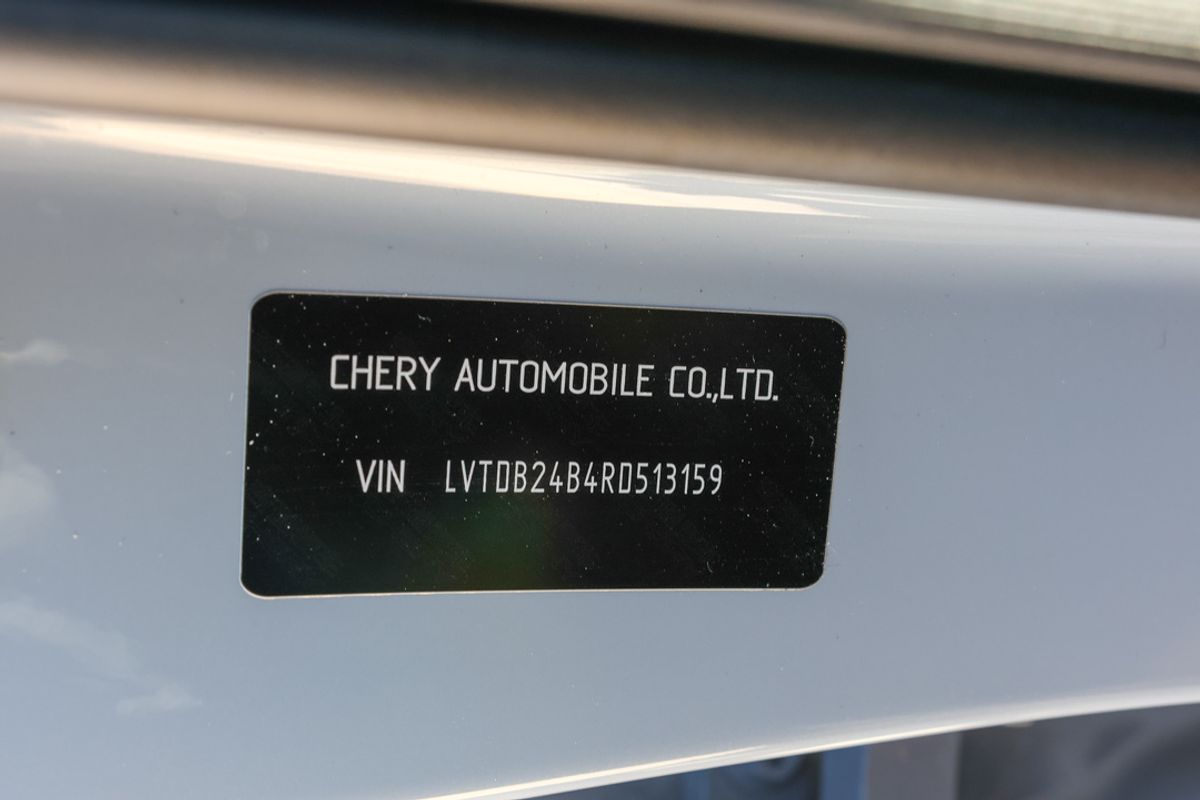 CHERY AUTOMOBILE CO.,LTD.
VIN LVTDB24B4RD513159